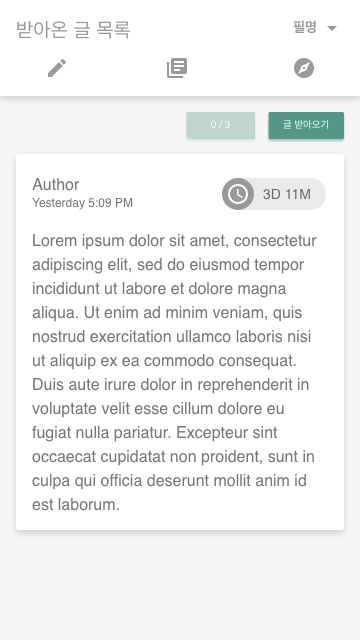 받아온 글 목록
필명
0 / 3
글 받아오기
Author
Yesterday 5:09 PM
3D 11M
Lorem ipsum dolor sit amet, consectetur
adipiscing elit, sed do eiusmod tempor
incididunt ut labore et dolore magna
aliqua. Ut enim ad minim veniam, quis
nostrud exercitation ullamco laboris nisi
ut aliquip ex ea commodo consequat.
Duis aute irure dolor in reprehenderit in
voluptate velit esse cillum dolore eu
fugiat nulla pariatur. Excepteur sint
occaecat cupidatat non proident, sunt in
culpa qui officia deserunt mollit anim id
est laborum.